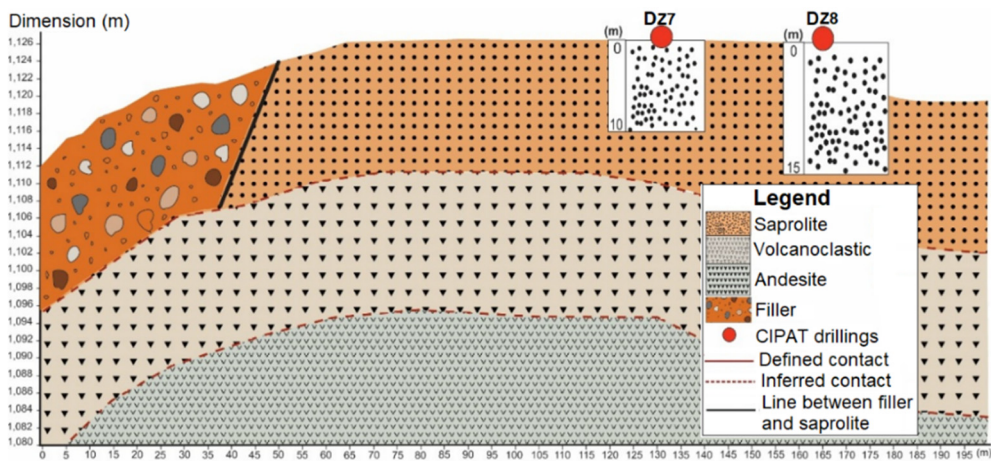 Dimension (m)
DZ7
DZ8
(m)
0
10
(m)
0
15
1,126
1,124
1,120
1,118
1,116
1,114
1,112
1,110
1,108
1,106
1,104
1,102
1,100
1,098
1,096
1,094
1,092
1,090
1,088
1,086
1,084
1,082
1,080
Legend
Saprolite
Volcanoclastic
Andesite
Filler
CIPAT drillings
Defined contact
Inferred contact
Line between filler
and saprolite
0 5 10 15 20 25 30 35 40 45 50 55 60 65 70 75 80 85 90 95 100 105 110 115 120 125 130 135 140 145 150 155 160 165 170 175 180 185 190 195 (m)